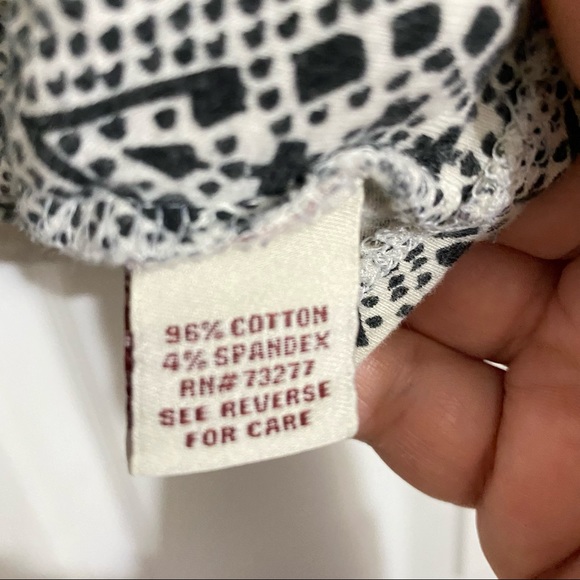 96% COTTON
4% SPANDEX
RN# 73277
SEE REVERSE
FOR CARE